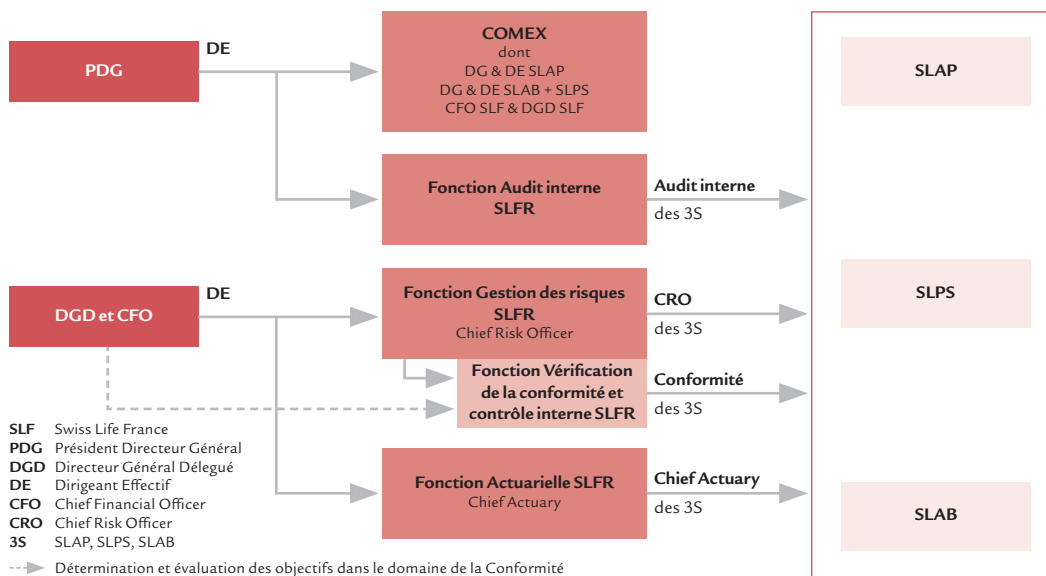 PDG
DE
COMEX
dont
DG & DE SLAP
DG & DE SLAB + SLPS
CFO SLF & DGD SLF
SLAP
Fonction Audit interne
SLFR
Audit interne
des 3S
DGD et CFO
DE
Fonction Gestion des risques
SLFR
Chief Risk Officer
CRO
des 3S
SLPS
Fonction Vérification
de la conformité et
contrôle interne SLFR
Conformité
des 3S
Fonction Actuarielle SLFR
Chief Actuary
Chief Actuary
des 3S
SLAB
SLF Swiss Life France
PDG Président Directeur Général
DGD Directeur Général Délegué
DE Dirigeant Effectif
CFO Chief Financial Officer
CRO Chief Risk Officer
3S SLAP, SLPS, SLAB
Détermination et évaluation des objectifs dans le domaine de la Conformité